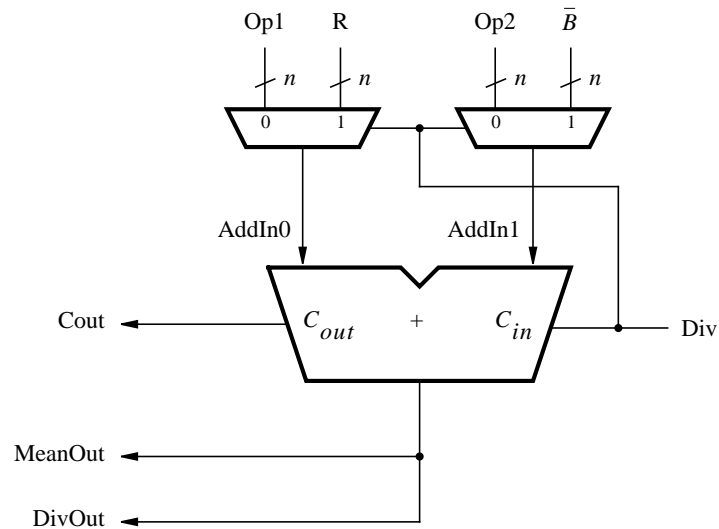 Op1 R Op2 B̅
n n n n
0 1 0 1
AddIn0 AddIn1
Cout C_out + C_in Div
MeanOut
DivOut